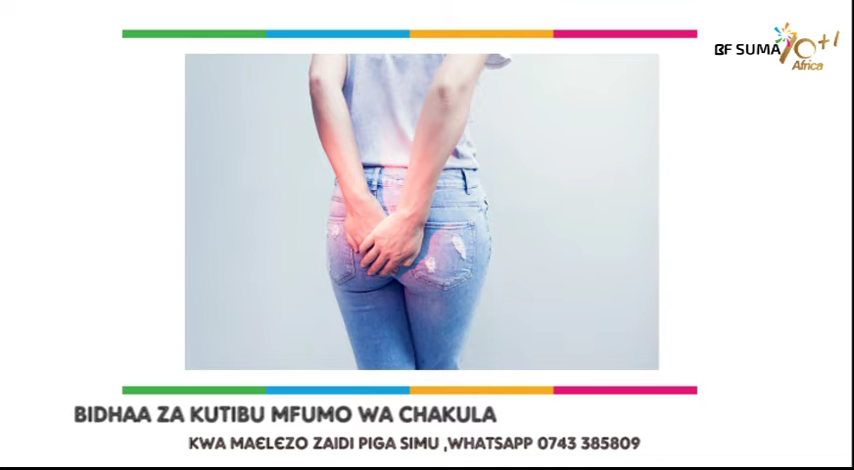 BF SUMA 10+1
Africa
BIDHAA ZA KUTIBU MFUMO WA CHAKULA
KWA MAELEZO ZAIDI PIGA SIMU ,WHATSAPP 0743 385809